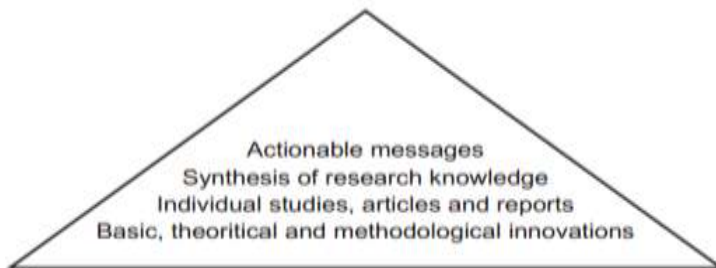 Actionable messages
Synthesis of research knowledge
Individual studies, articles and reports
Basic, theoritical and methodological innovations